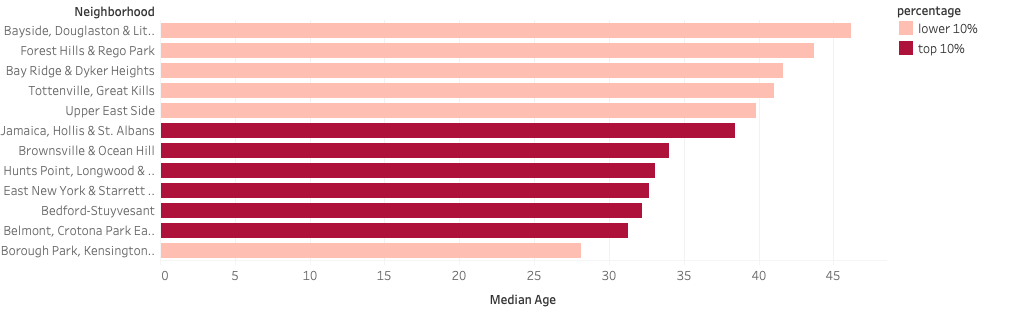 Neighborhood
Bayside, Douglaston & Lit..
Forest Hills & Rego Park
Bay Ridge & Dyker Heights
Tottenville, Great Kills
Upper East Side
Jamaica, Hollis & St. Albans
Brownsville & Ocean Hill
Hunts Point, Longwood & ..
East New York & Starrett ..
Bedford-Stuyvesant
Belmont, Crotona Park Ea..
Borough Park, Kensington..
0 5 10 15 20 25 30 35 40 45
Median Age
percentage
lower 10%
top 10%